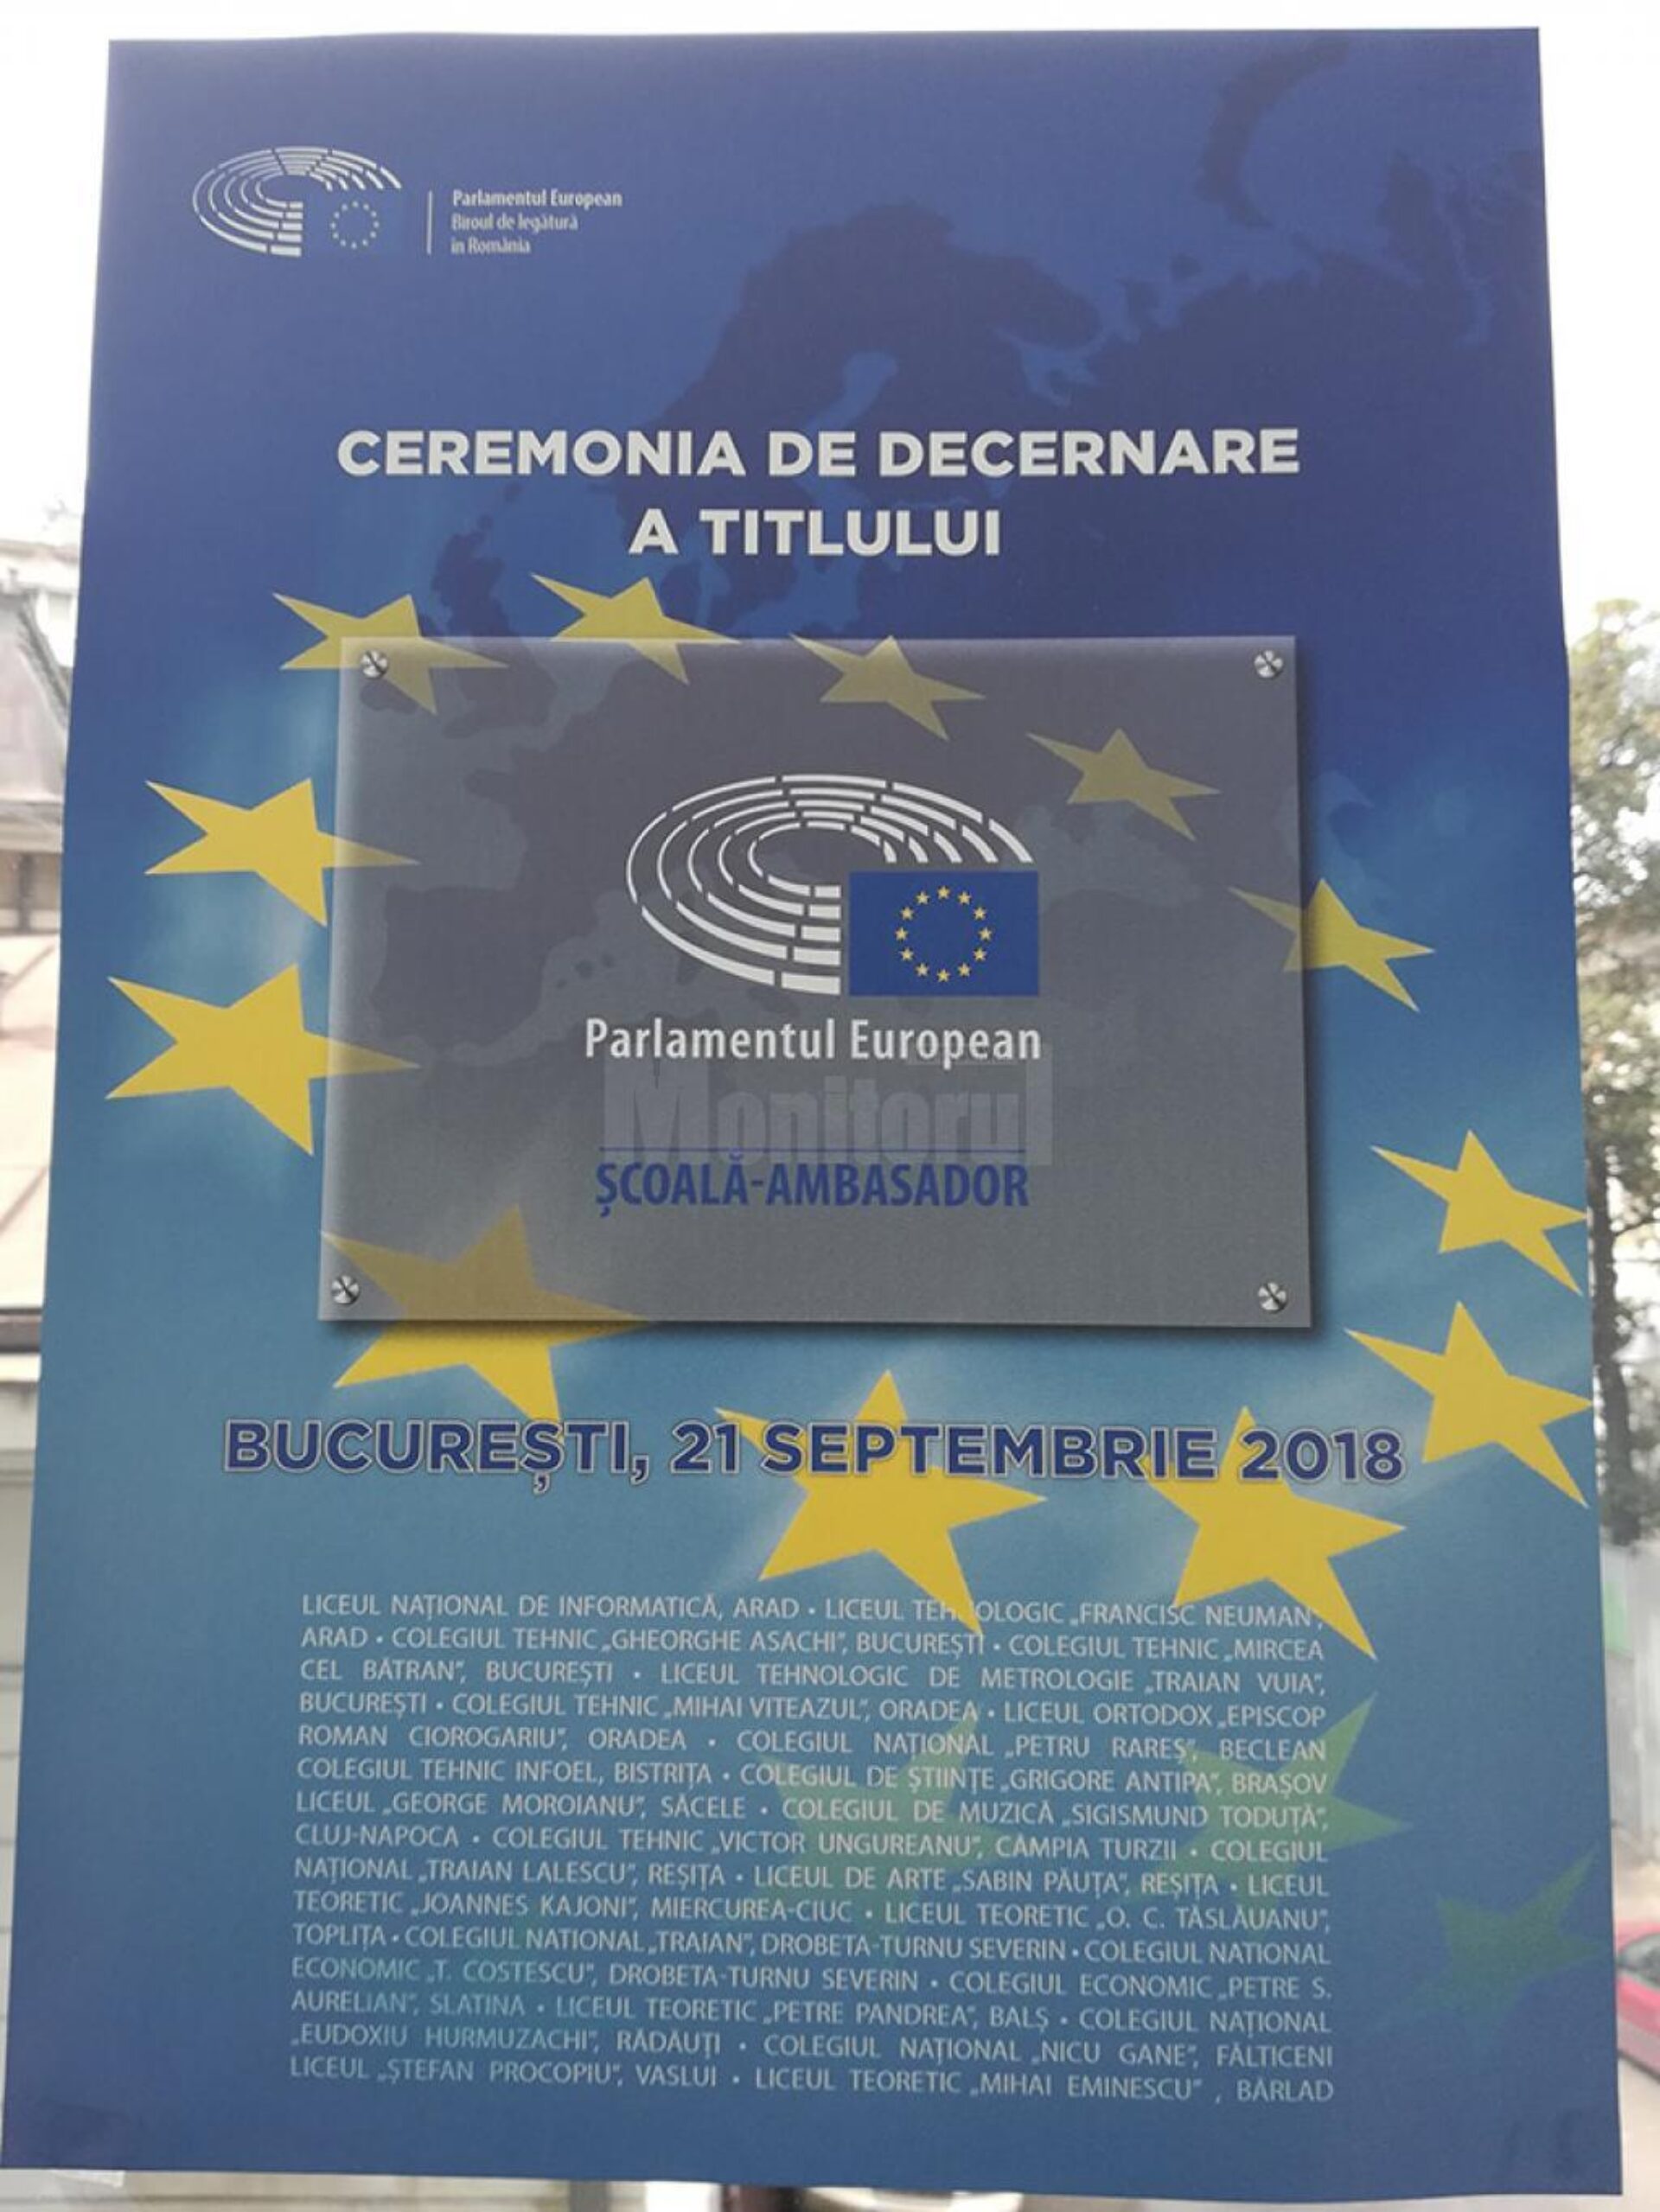 Parlamentul European
Biroul de legătură
în România
CEREMONIA DE DECERNARE
A TITLULUI
Parlamentul European
Monitorul
ȘCOALĂ-AMBASADOR
BUCUREȘTI, 21 SEPTEMBRIE 2018
LICEUL NAȚIONAL DE INFORMATICĂ, ARAD • LICEUL TEHNOLOGIC „FRANCISC NEUMAN”,
ARAD • COLEGIUL TEHNIC „GHEORGHE ASACHI”, BUCUREȘTI • COLEGIUL TEHNIC „MIRCEA
CEL BĂTRAN”, BUCUREȘTI • LICEUL TEHNOLOGIC DE METROLOGIE „TRAIAN VUIA”,
BUCUREȘTI • COLEGIUL TEHNIC „MIHAI VITEAZUL”, ORADEA • LICEUL ORTODOX „EPISCOP
ROMAN CIOROGARIU”, ORADEA • COLEGIUL NAȚIONAL „PETRU RAREȘ”, BECLEAN
COLEGIUL TEHNIC INFOEL, BISTRIȚA • COLEGIUL DE ȘTIINȚE „GRIGORE ANTIPA”, BRAȘOV
LICEUL „GEORGE MOROIANU”, SĂCELE • COLEGIUL DE MUZICĂ „SIGISMUND TODUȚĂ”,
CLUJ-NAPOCA • COLEGIUL TEHNIC „VICTOR UNGUREANU”, CÂMPIA TURZII • COLEGIUL
NAȚIONAL „TRAIAN LALESCU”, REȘIȚA • LICEUL DE ARTE „SABIN PĂUȚA”, REȘIȚA • LICEUL
TEORETIC „JOANNES KAJONI”, MIERCUREA-CIUC • LICEUL TEORETIC „O. C. TĂSLĂUANU”,
TOPLIȚA • COLEGIUL NATIONAL „TRAIAN”, DROBETA-TURNU SEVERIN • COLEGIUL NATIONAL
ECONOMIC „T. COSTESCU”, DROBETA-TURNU SEVERIN • COLEGIUL ECONOMIC „PETRE S.
AURELIAN”, SLATINA • LICEUL TEORETIC „PETRE PANDREA”, BALȘ • COLEGIUL NAȚIONAL
„EUDOXIU HURMUZACHI”, RĂDĂUȚI • COLEGIUL NAȚIONAL „NICU GANE”, FĂLTICENI
LICEUL „ȘTEFAN PROCOPIU”, VASLUI • LICEUL TEORETIC „MIHAI EMINESCU” , BÂRLAD